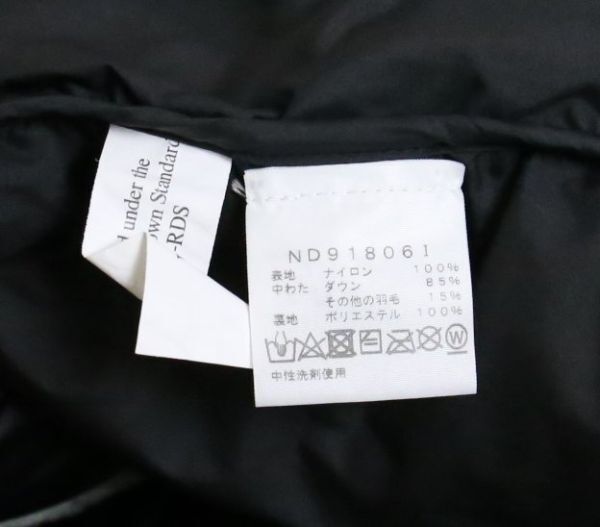 under the
own Standard
-RDS
ND91806I
表地 ナイロン 100%
中わた ダウン 85%
その他の羽毛 15%
裏地 ポリエステル 100%
W
中性洗剤使用